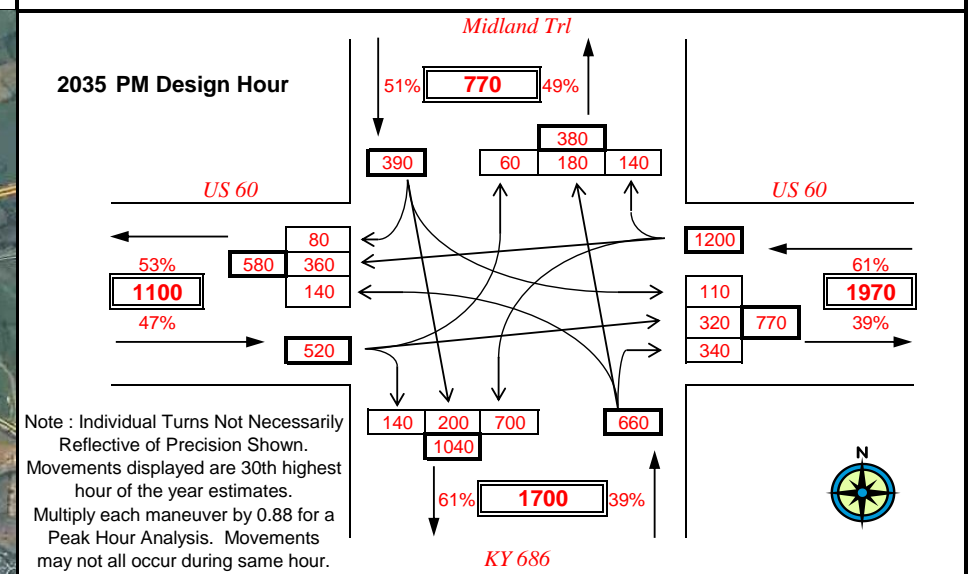 Midland Trl
2035 PM Design Hour
51% 770 49%
380
390 60 180 140
US 60
US 60
80
1200
53% 580 360
61%
1100 140
110 1970
47%
320 770 39%
520
340
140 200 700 660
1040
Note : Individual Turns Not Necessarily
Reflective of Precision Shown.
Movements displayed are 30th highest
hour of the year estimates.
Multiply each maneuver by 0.88 for a
Peak Hour Analysis. Movements
may not all occur during same hour.
61% 1700 39%
KY 686
N